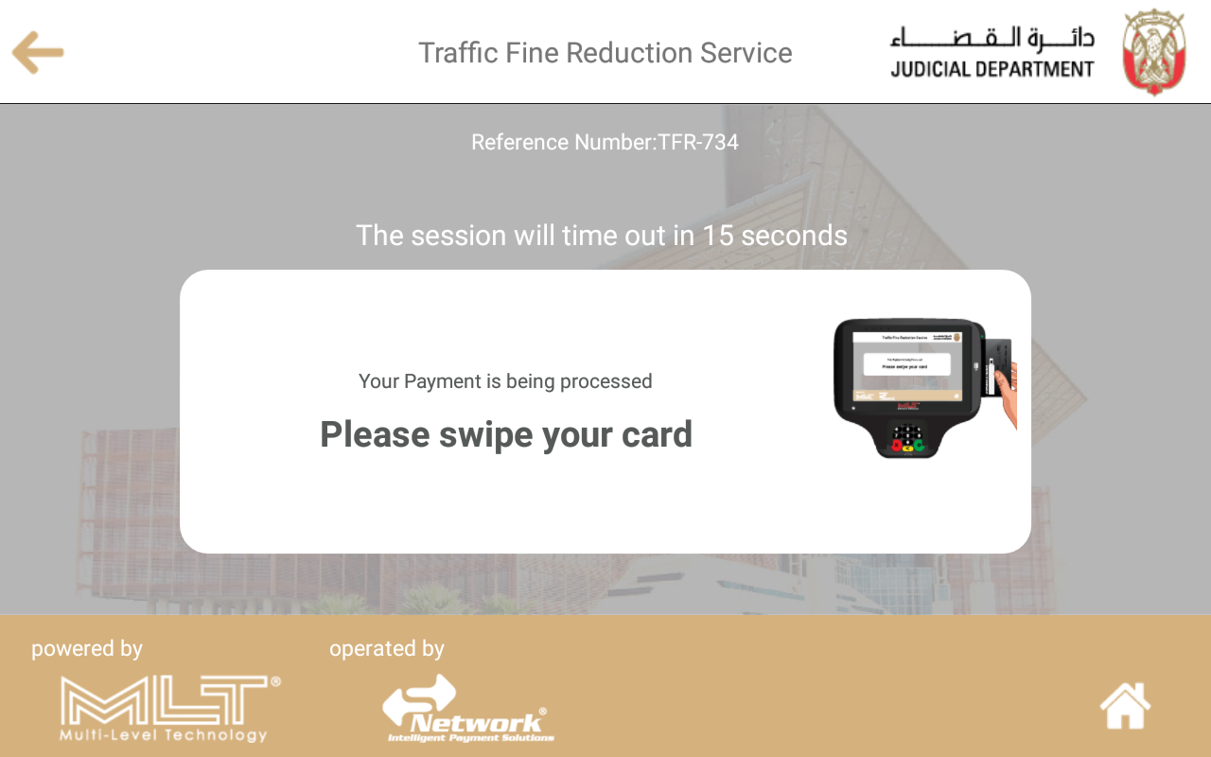 Traffic Fine Reduction Service
دائرة القضاء
JUDICIAL DEPARTMENT
Reference Number:TFR-734
The session will time out in 15 seconds
Your Payment is being processed
Please swipe your card
Traffic Fine Reduction Service
Please swipe your card
powered by
operated by
MLT®
Multi-Level Technology
Network®
Intelligent Payment Solutions